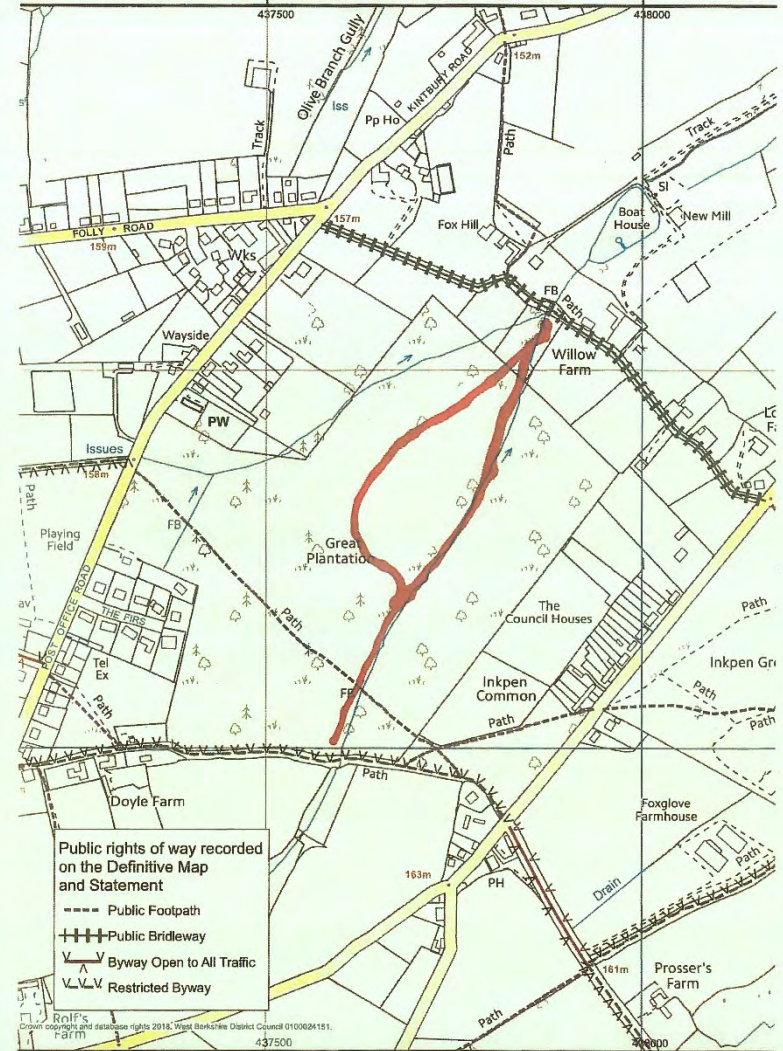 437500
438000
Olive Branch Gully
KINTBURY ROAD
152m
Iss
Track
Pp Ho
Path
Track
SI
Boat
House
New Mill
Fox Hill
157m
FOLLY ROAD
159m
Wks
FB
Path
Willow
Farm
Wayside
PW
Issues
158m
Path
FB
Playing
Field
Great
Plantation
Path
The
Council Houses
THE FIRS
POST OFFICE ROAD
Tel
Ex
Path
Inkpen
Common
Path
Path
Inkpen Gre
Path
Path
Path
Doyle Farm
Foxglove
Farmhouse
Path
Drain
163m
PH
161m
Prosser's
Farm
Path
Public rights of way recorded
on the Definitive Map
and Statement
Public Footpath
Public Bridleway
Byway Open to All Traffic
Restricted Byway
Rolf's
Farm
Crown copyright and database rights 2018. West Berkshire District Council 0100024151.
437500
438000